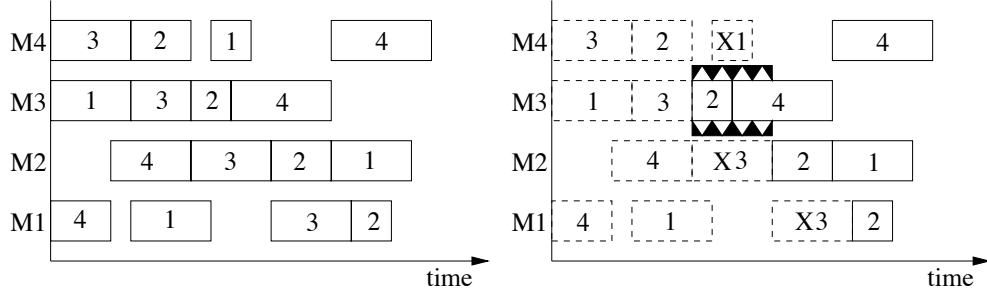 M4 3 2 1 4
M3 1 3 2 4
M2 4 3 2 1
M1 4 1 3 2
time
M4 3 2 X1 4
M3 1 3 2 4
M2 4 X3 2 1
M1 4 1 X3 2
time